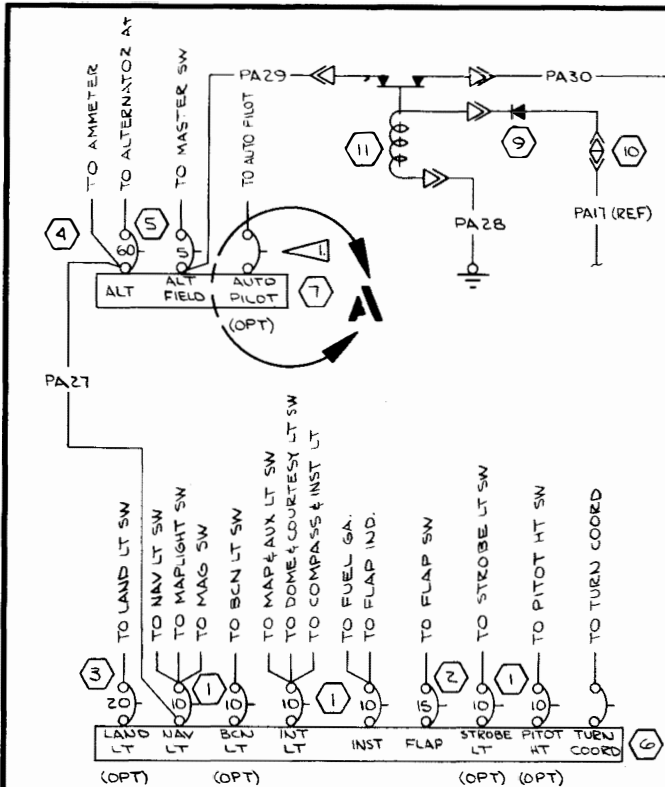 PA29
PA30
11
9
10
PA28
PA17 (REF)
TO AMMETER
TO ALTERNATOR A+
TO MASTER SW
TO AUTO PILOT
4
60
5
5
1.
ALT
ALT FIELD
AUTO PILOT
7
(OPT)
A
PA27
TO LAND LT SW
TO NAV LT SW
TO MAPLIGHT SW
TO MAG SW
TO BCN LT SW
TO MAP & AUX LT SW
TO DOME & COURTESY LT SW
TO COMPASS & INST LT
TO FUEL GA.
TO FLAP IND.
TO FLAP SW
TO STROBE LT SW
TO PITOT HT SW
TO TURN COORD
3
20
10
1
10
10
1
10
15
2
10
1
10
LAND LT
NAV LT
BCN LT
INT LT
INST
FLAP
STROBE LT
PITOT HT
TURN COORD
6
(OPT)
(OPT)
(OPT)
(OPT)